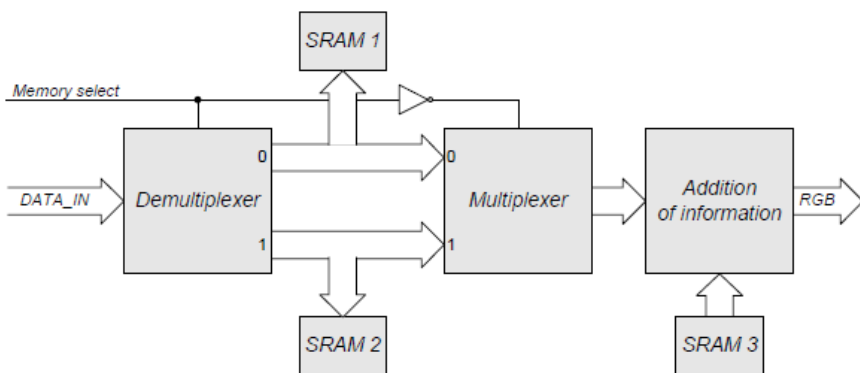 SRAM 1
Memory select
0
0
DATA_IN
Demultiplexer
Multiplexer
Addition
of information
RGB
1
1
SRAM 2
SRAM 3